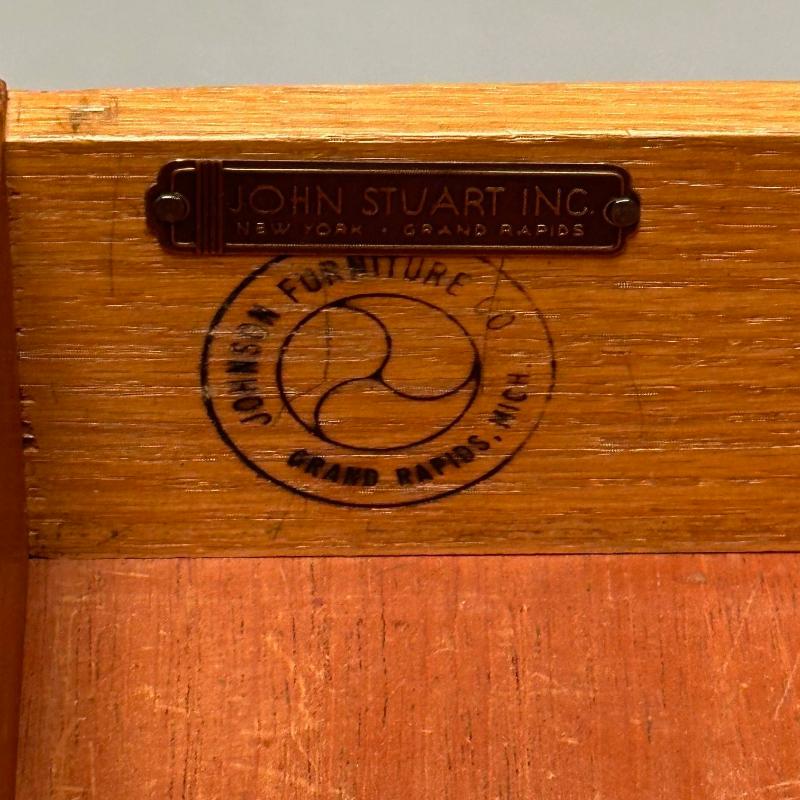 JOHN STUART INC.
NEW YORK · GRAND RAPIDS
JOHNSON FURNITURE CO
GRAND RAPIDS, MICH.